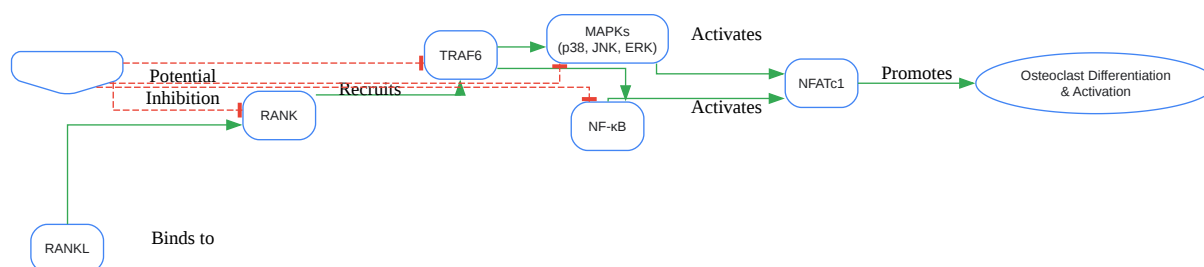 MAPKs
(p38, JNK, ERK)
Activates
TRAF6
Potential
Inhibition
Recruits
RANK
NF-κB
Activates
NFATc1
Promotes
Osteoclast Differentiation
& Activation
RANKL
Binds to